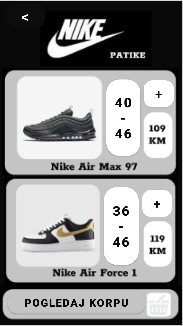 <
NIKE
PATIKE
40
-
46
+
109
KM
Nike Air Max 97
36
-
46
+
119
KM
Nike Air Force 1
POGLEDAJ KORPU